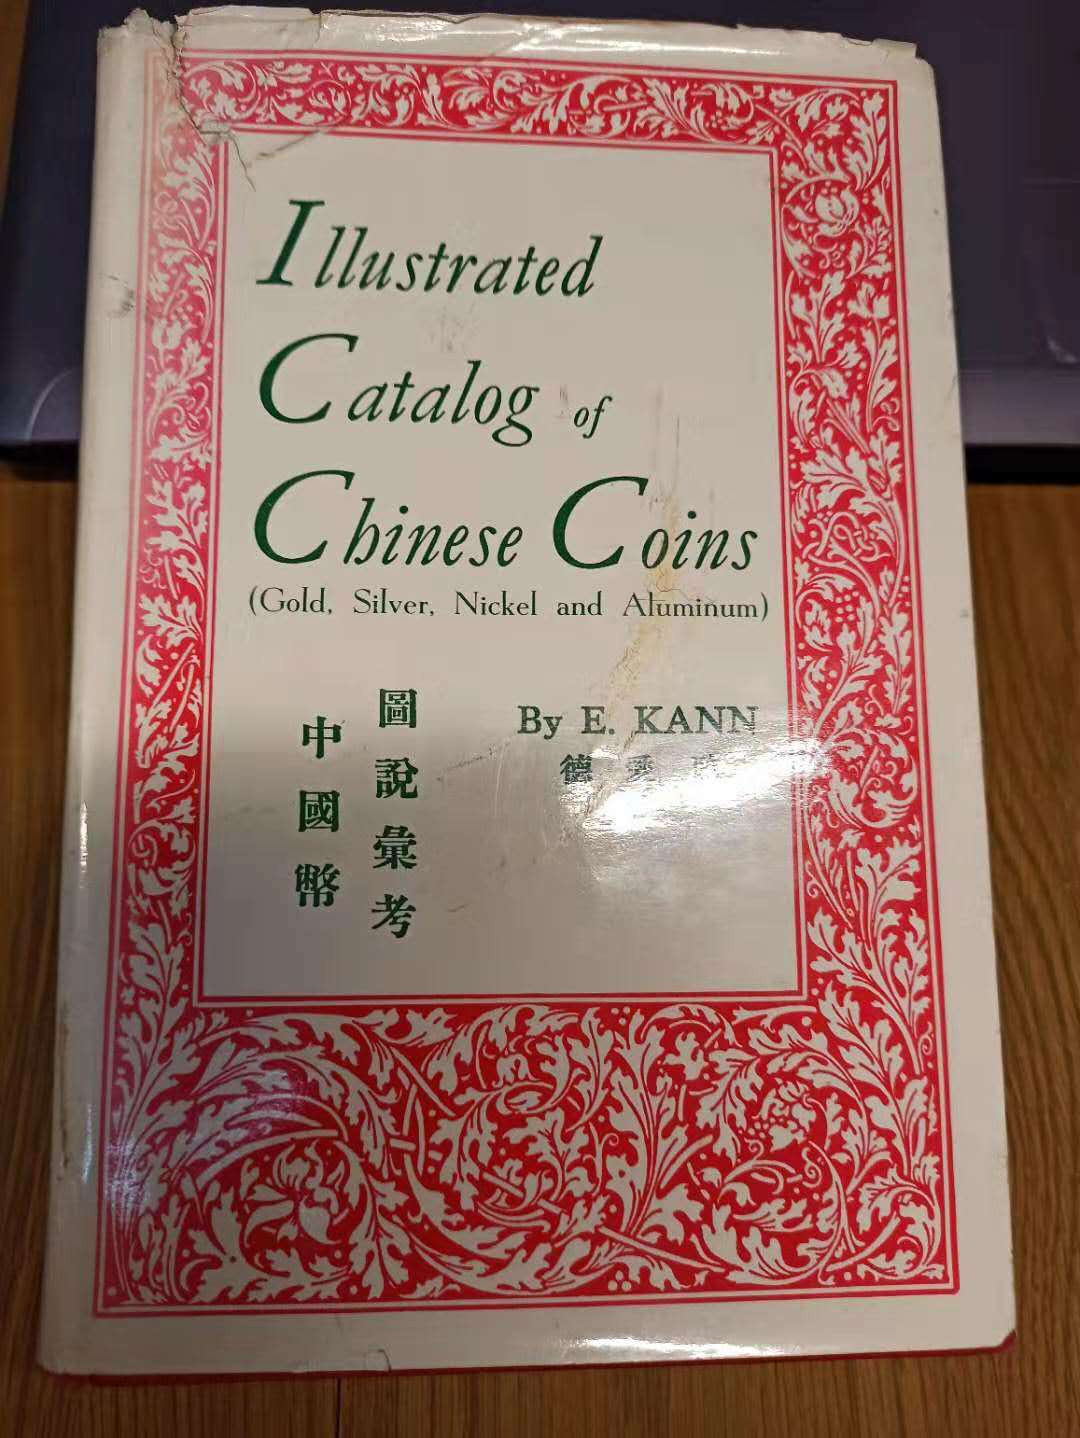 Illustrated
Catalog of
Chinese Coins
(Gold, Silver, Nickel and Aluminum)
By E. KANN
德
中國幣
圖說彙考